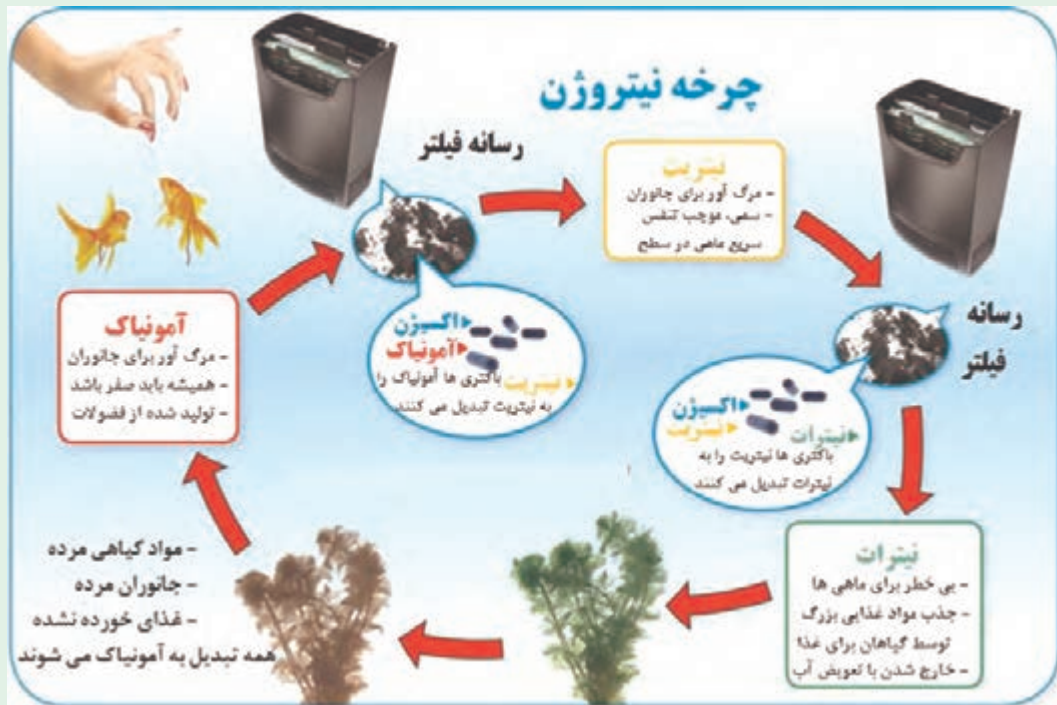 چرخه نیتروژن
رسانه فیلتر
نیتریت
- مرگ آور برای جانوران
- سمی، موجب تنفس
سریع ماهی در سطح
آمونیاک
- مرگ آور برای جانوران
- همیشه باید صفر باشد
- تولید شده از فضولات
اکسیژن
آمونیاک
نیتریت
باکتری ها آمونیاک را
به نیتریت تبدیل می کنند
رسانه
فیلتر
اکسیژن
نیتریت
نیترات
باکتری ها نیتریت را به
نیترات تبدیل می کنند
نیترات
- بی خطر برای ماهی ها
- جذب مواد غذایی بزرگ
توسط گیاهان برای غذا
- خارج شدن با تعویض آب
- مواد گیاهی مرده
- جانوران مرده
- غذای خورده نشده
همه تبدیل به آمونیاک می شوند